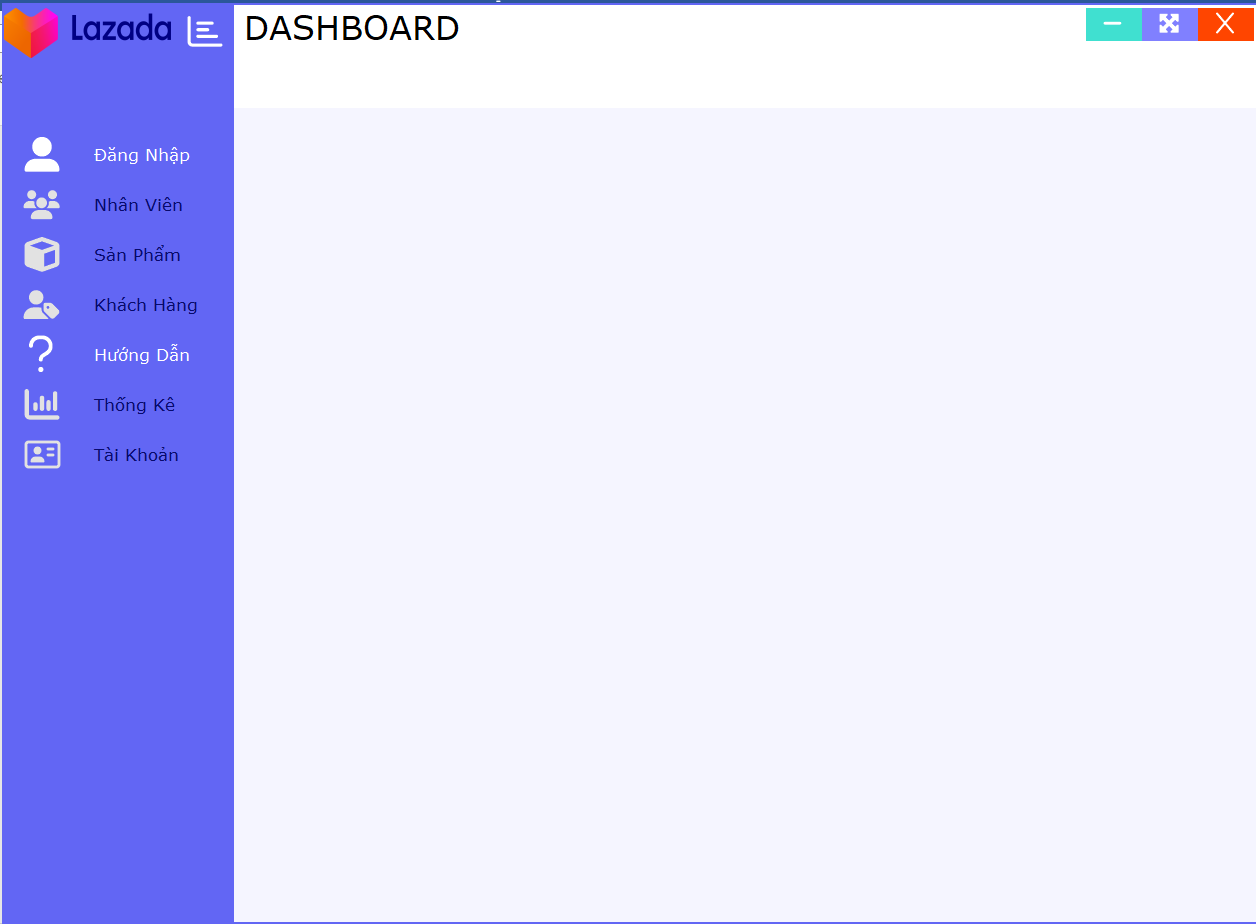 Lazada
DASHBOARD
Đăng Nhập
Nhân Viên
Sản Phẩm
Khách Hàng
Hướng Dẫn
Thống Kê
Tài Khoản